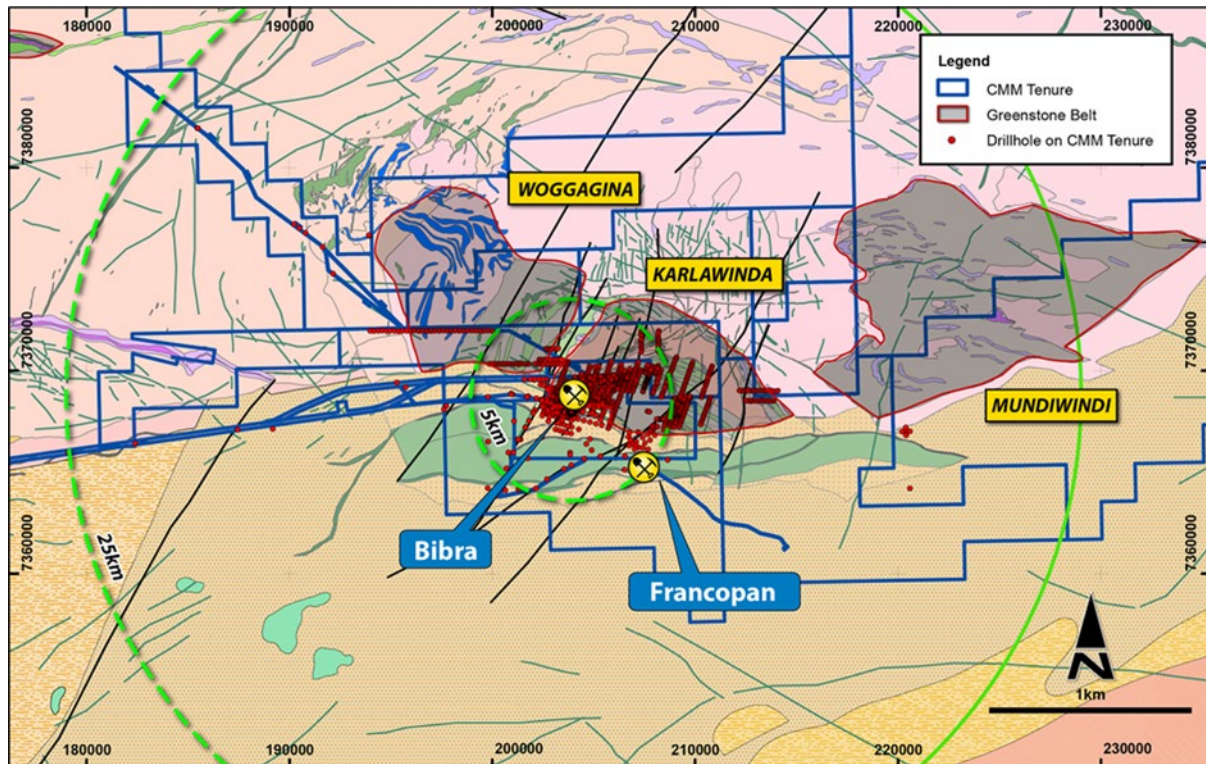 180000
190000
200000
210000
220000
230000
Legend
CMM Tenure
Greenstone Belt
Drillhole on CMM Tenure
7380000
7380000
WOGGAGINA
KARLAWINDA
7370000
7370000
MUNDIWINDI
5km
Bibra
Francopan
25km
7360000
7360000
N
1km
180000
190000
200000
210000
220000
230000